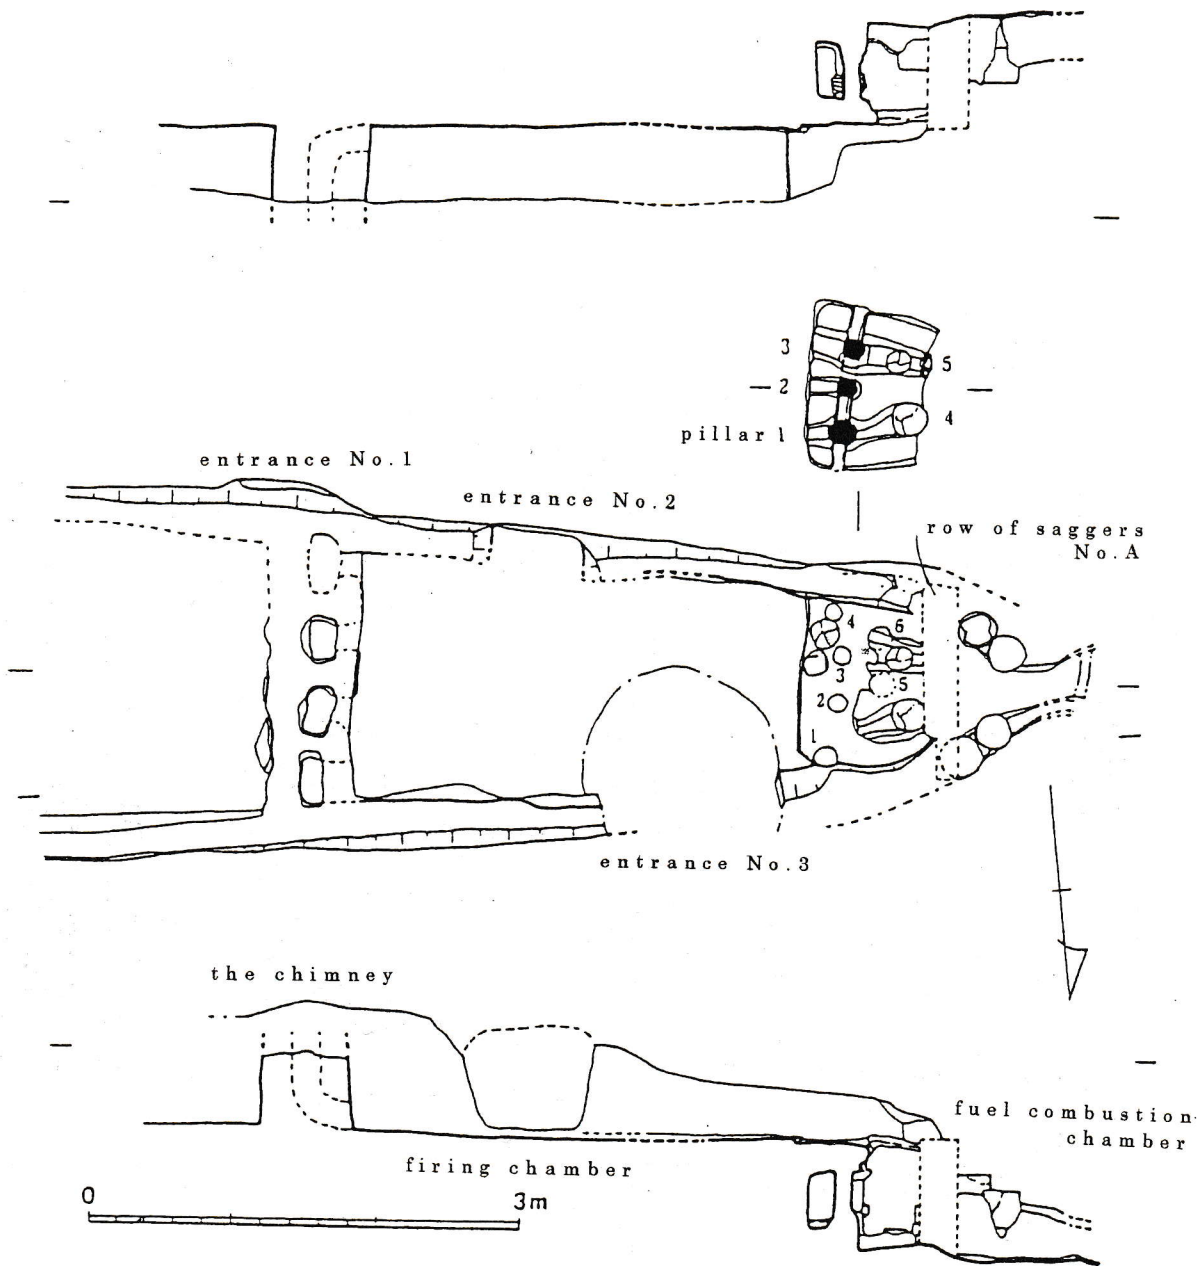 3
5
2
4
pillar 1
entrance No.1
entrance No.2
row of saggers
No.A
4
6
3
5
2
1
entrance No.3
the chimney
fuel combustion
chamber
firing chamber
0
3m